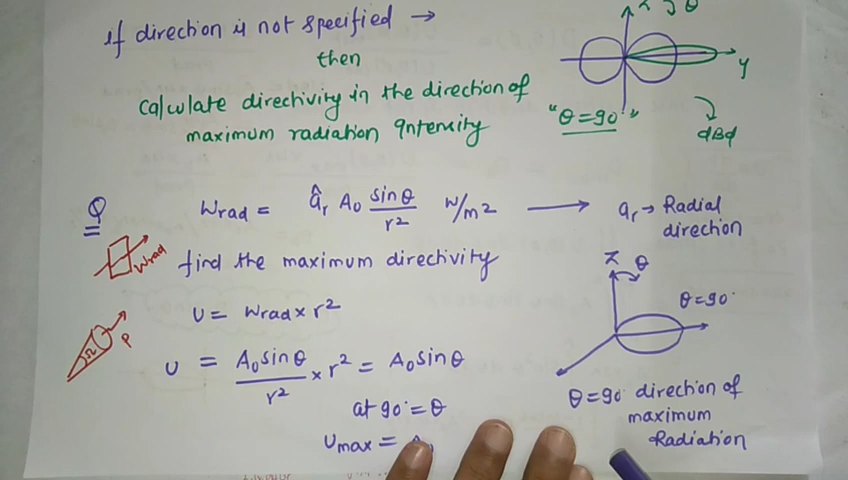 If direction is not specified →
then
Calculate directivity in the direction of
maximum radiation Intensity
θ
y
"θ = 90°"
dBd
Q
Wrad = âr A0 sinθ/r² W/m² → ar → Radial
direction
Wrad
find the maximum directivity
z θ
θ = 90°
U = Wrad × r²
Ω P
U = A0 sinθ/r² × r² = A0 sinθ
at 90° = θ
Umax =
θ = 90° direction of
maximum
Radiation